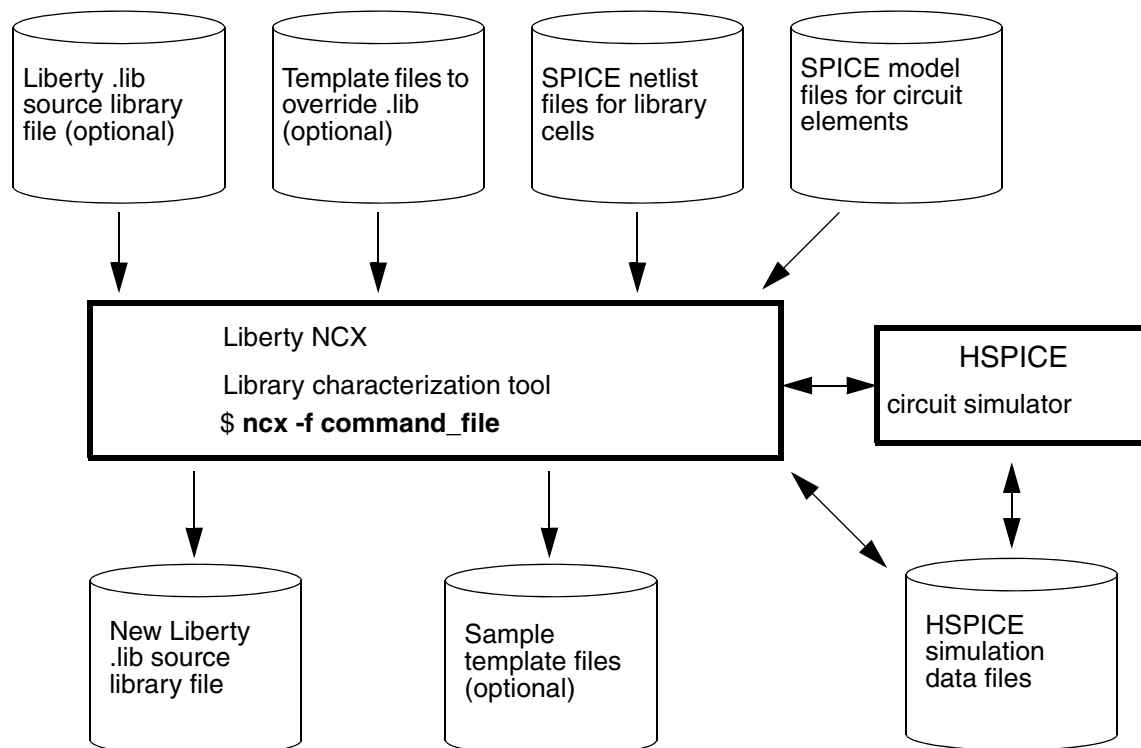 Liberty .lib
source library
file (optional)
Template files to
override .lib
(optional)
SPICE netlist
files for library
cells
SPICE model
files for circuit
elements
Liberty NCX
Library characterization tool
$ ncx -f command_file
HSPICE
circuit simulator
New Liberty
.lib source
library file
Sample
template files
(optional)
HSPICE
simulation
data files